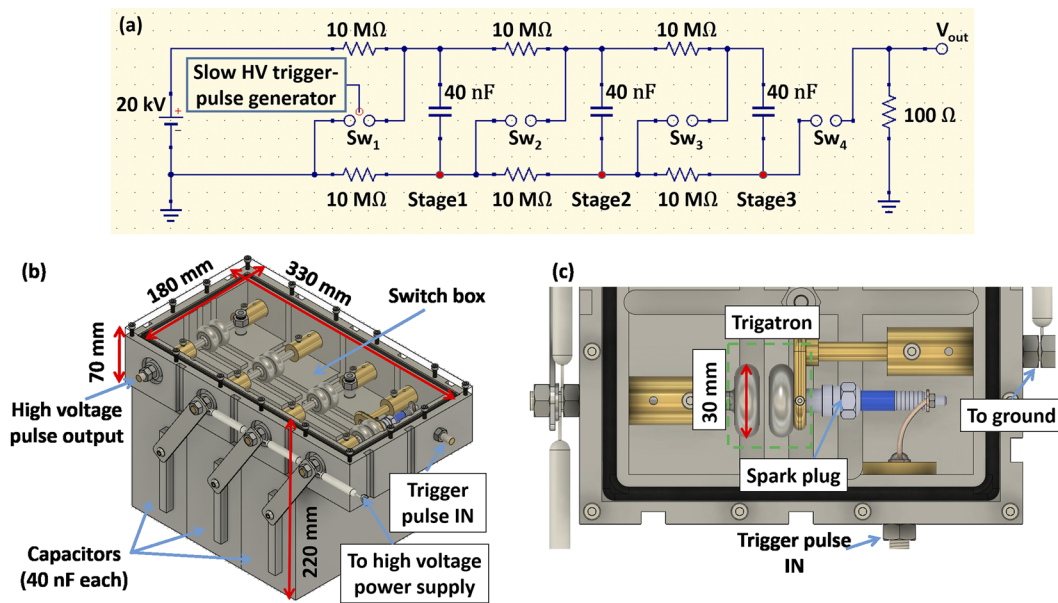 (a)
10 MΩ
10 MΩ
10 MΩ
Vout
Slow HV trigger-
pulse generator
20 kV
+
−
40 nF
40 nF
40 nF
100 Ω
Sw1
Sw2
Sw3
Sw4
10 MΩ
Stage1
10 MΩ
Stage2
10 MΩ
Stage3
(b)
180 mm
330 mm
Switch box
70 mm
High voltage
pulse output
Trigger
pulse IN
220 mm
Capacitors
(40 nF each)
To high voltage
power supply
(c)
Trigatron
30 mm
To ground
Spark plug
Trigger pulse
IN